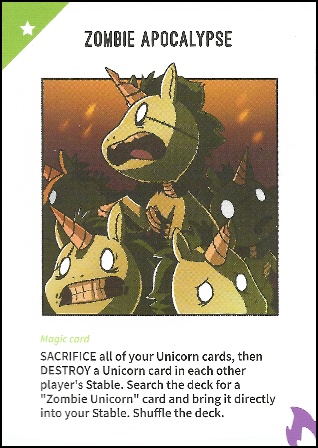 ZOMBIE APOCALYPSE
Magic card
SACRIFICE all of your Unicorn cards, then
DESTROY a Unicorn card in each other
player's Stable. Search the deck for a
"Zombie Unicorn" card and bring it directly
into your Stable. Shuffle the deck.